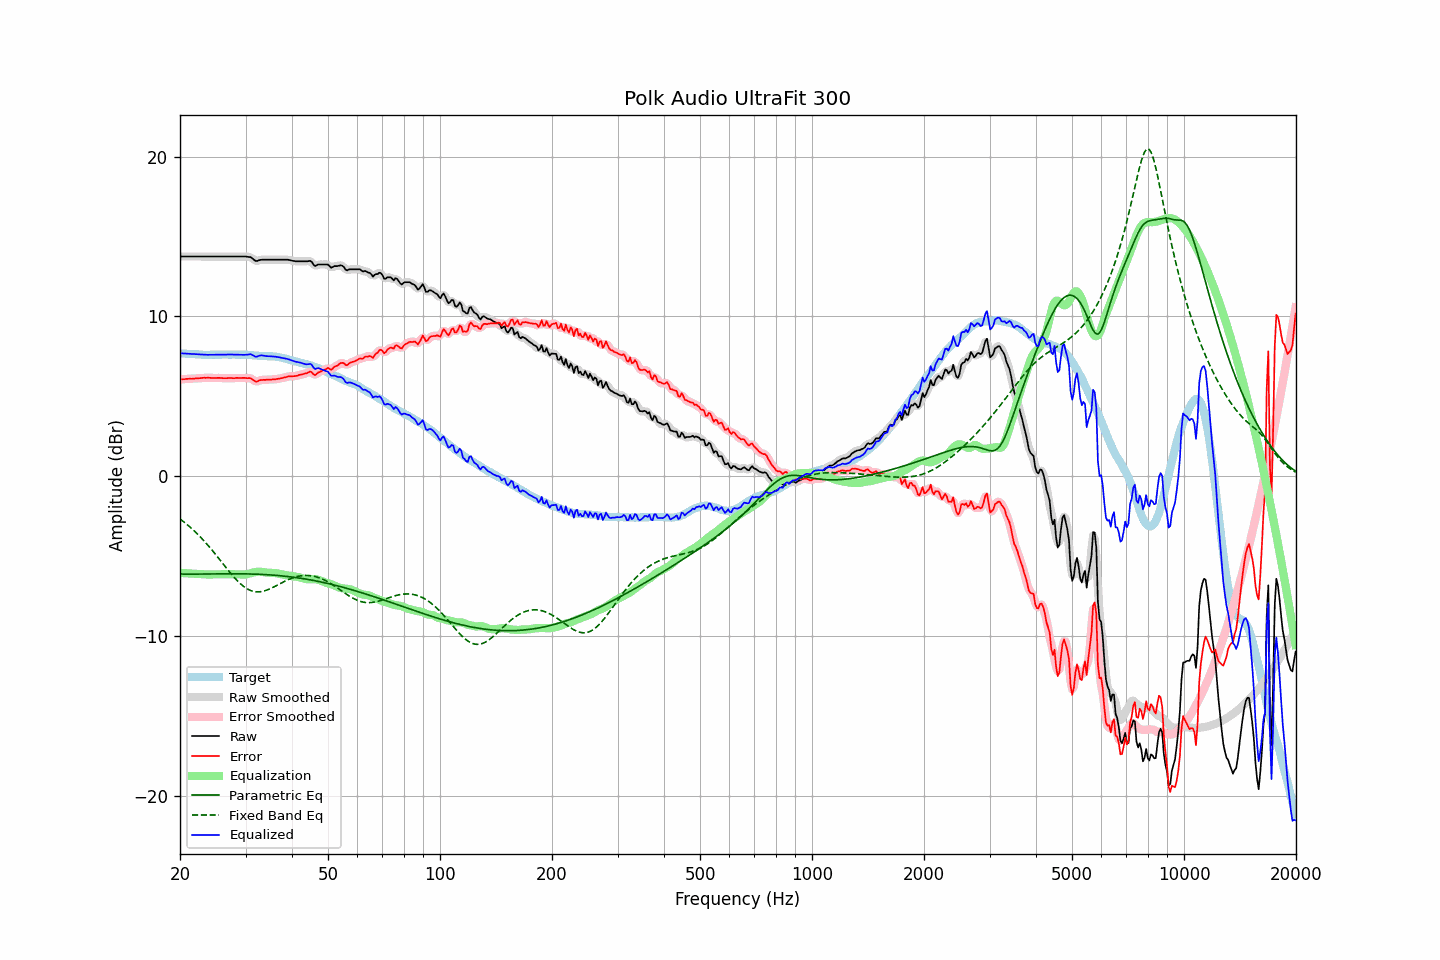 Polk Audio UltraFit 300
Amplitude (dBr)
20
10
0
−10
−20
Target
Raw Smoothed
Error Smoothed
Raw
Error
Equalization
Parametric Eq
Fixed Band Eq
Equalized
20 50 100 200 500 1000 2000 5000 10000 20000
Frequency (Hz)